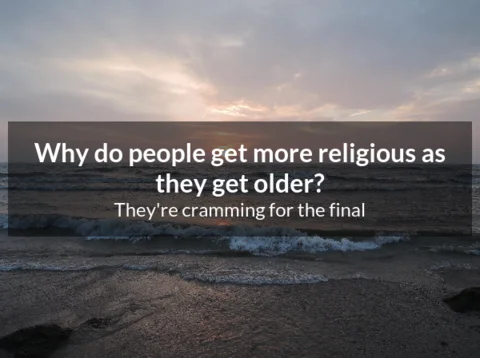 Why do people get more religious as
they get older?
They're cramming for the final